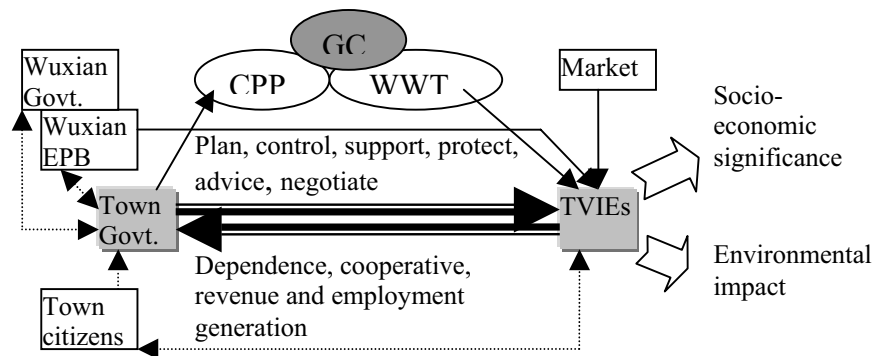 GC
Wuxian
Govt.
CPP
WWT
Market
Wuxian
EPB
Socio-
economic
significance
Plan, control, support, protect,
advice, negotiate
Town
Govt.
TVIEs
Dependence, cooperative,
revenue and employment
generation
Environmental
impact
Town
citizens